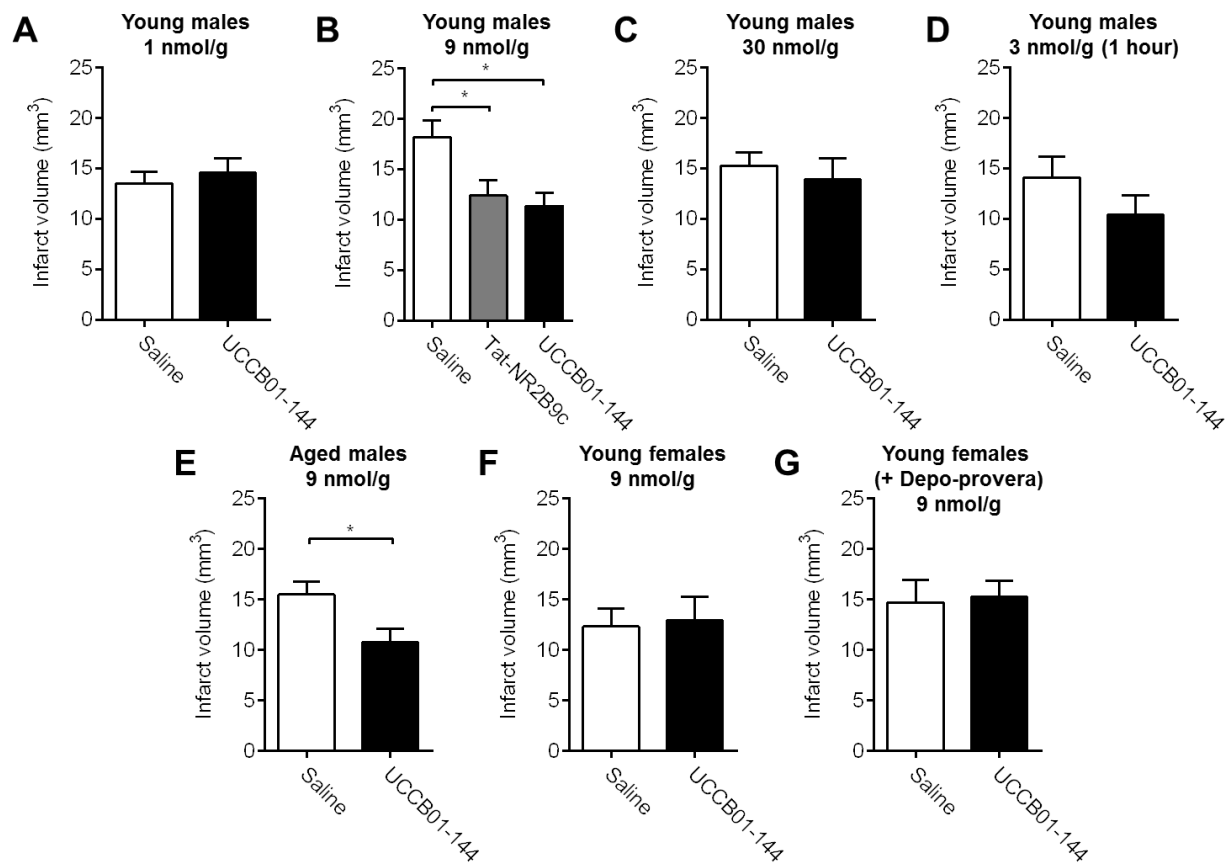 A
Young males
1 nmol/g
Infarct volume (mm³)
25
20
15
10
5
0
Saline
UCCB01-144
B
Young males
9 nmol/g
Infarct volume (mm³)
25
20
15
10
5
0
*
*
Saline
Tat-NR2B9c
UCCB01-144
C
Young males
30 nmol/g
Infarct volume (mm³)
25
20
15
10
5
0
Saline
UCCB01-144
D
Young males
3 nmol/g (1 hour)
Infarct volume (mm³)
25
20
15
10
5
0
Saline
UCCB01-144
E
Aged males
9 nmol/g
Infarct volume (mm³)
25
20
15
10
5
0
*
Saline
UCCB01-144
F
Young females
9 nmol/g
Infarct volume (mm³)
25
20
15
10
5
0
Saline
UCCB01-144
G
Young females
(+ Depo-provera)
9 nmol/g
Infarct volume (mm³)
25
20
15
10
5
0
Saline
UCCB01-144